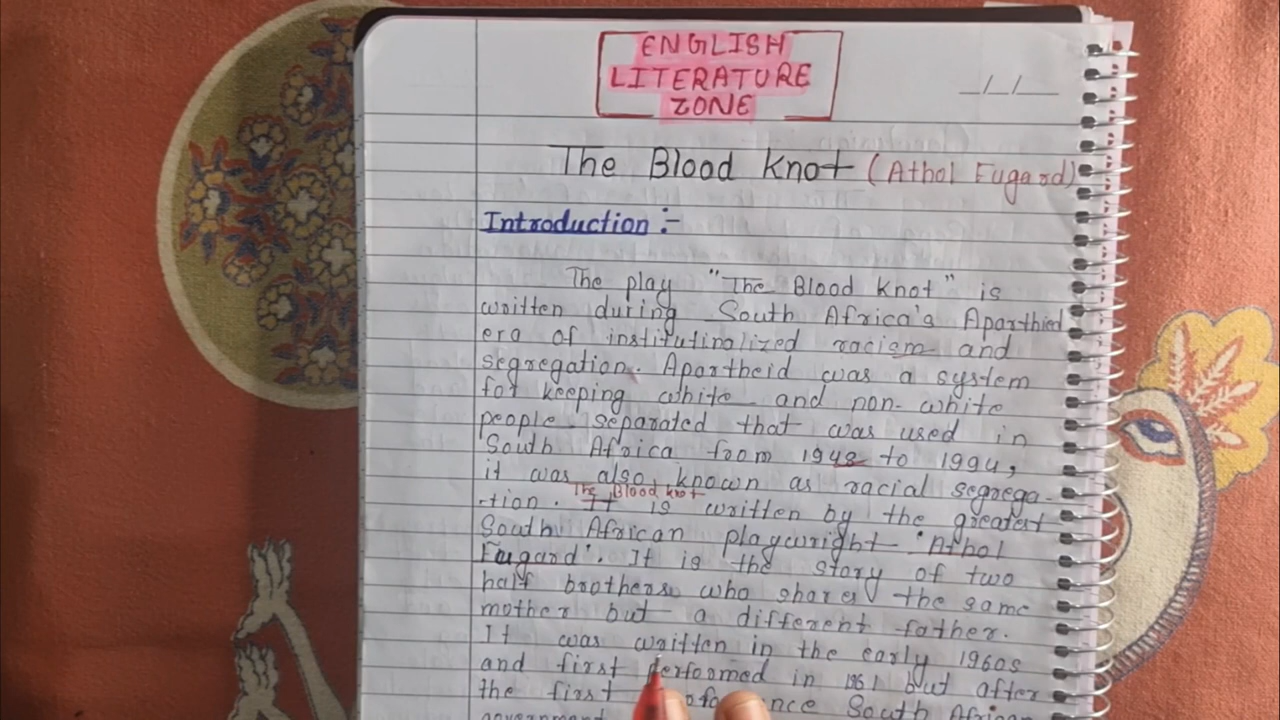 ENGLISH
LITERATURE
ZONE
_/_/__
The Blood Knot (Athol Fugard)
Introduction :-
The play "The Blood Knot" is
written during South Africa's Aparthied
era of institutinalized racism and
segregation. Apartheid was a system
for keeping white and non-white
people separated that was used in
South Africa from 1948 to 1994,
it was also known as racial segrega-
-tion. The Blood Knot It is written by the greatest
South African playwright 'Athol
Fugard'. It is the story of two
half brothers who shares the same
mother but a different father.
It was written in the early 1960s
and first performed in 1961 but after
the first South African
government